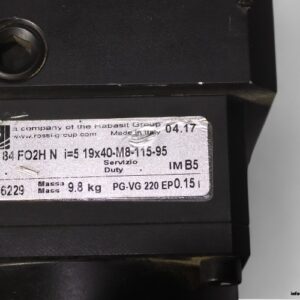 a company of the Habasit Group
www.rossi-group.com Made in Italy 04.17
84 FO2H N i=5 19x40-M8-115-95
Servizio
Duty IM B5
6229 Massa
Mass 9.8 kg PG-VG 220 EP 0.15 l